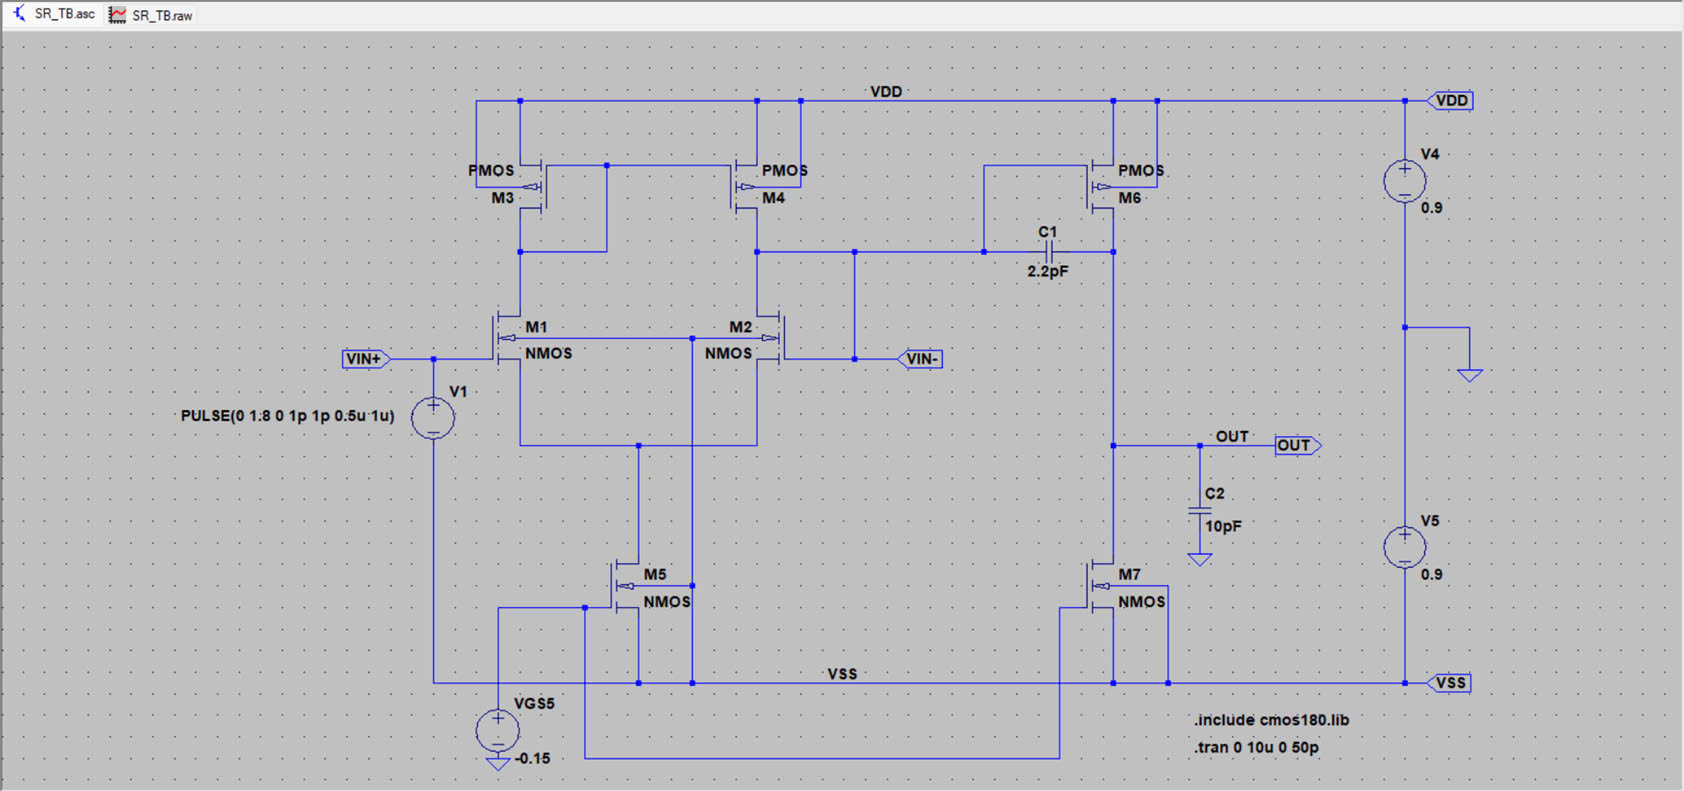 SR_TB.asc SR_TB.raw
VDD
VDD
V4
0.9
PMOS
M3
PMOS
M4
PMOS
M6
C1
2.2pF
M1
NMOS
M2
NMOS
VIN+
VIN-
V1
PULSE(0 1.8 0 1p 1p 0.5u 1u)
OUT
OUT
C2
10pF
V5
0.9
M5
NMOS
M7
NMOS
VSS
VSS
VGS5
-0.15
.include cmos180.lib
.tran 0 10u 0 50p